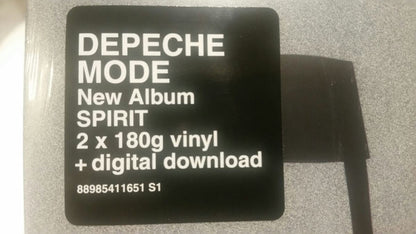 DEPECHE
MODE
New Album
SPIRIT
2 x 180g vinyl
+ digital download
88985411651 S1